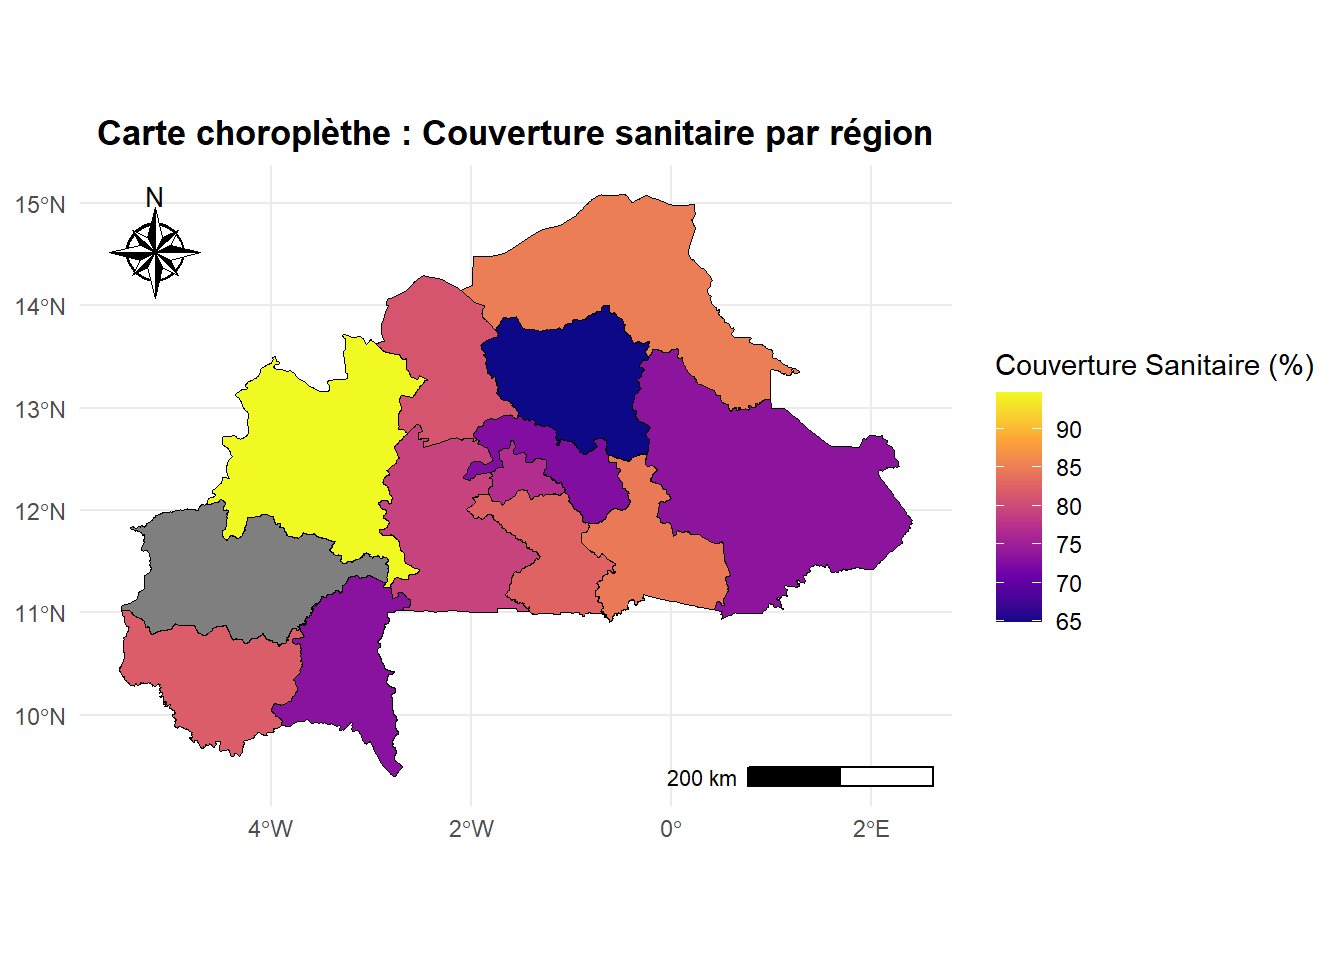 Carte choroplèthe : Couverture sanitaire par région
N
15°N
14°N
13°N
12°N
11°N
10°N
4°W
2°W
0°
2°E
200 km
Couverture Sanitaire (%)
90
85
80
75
70
65